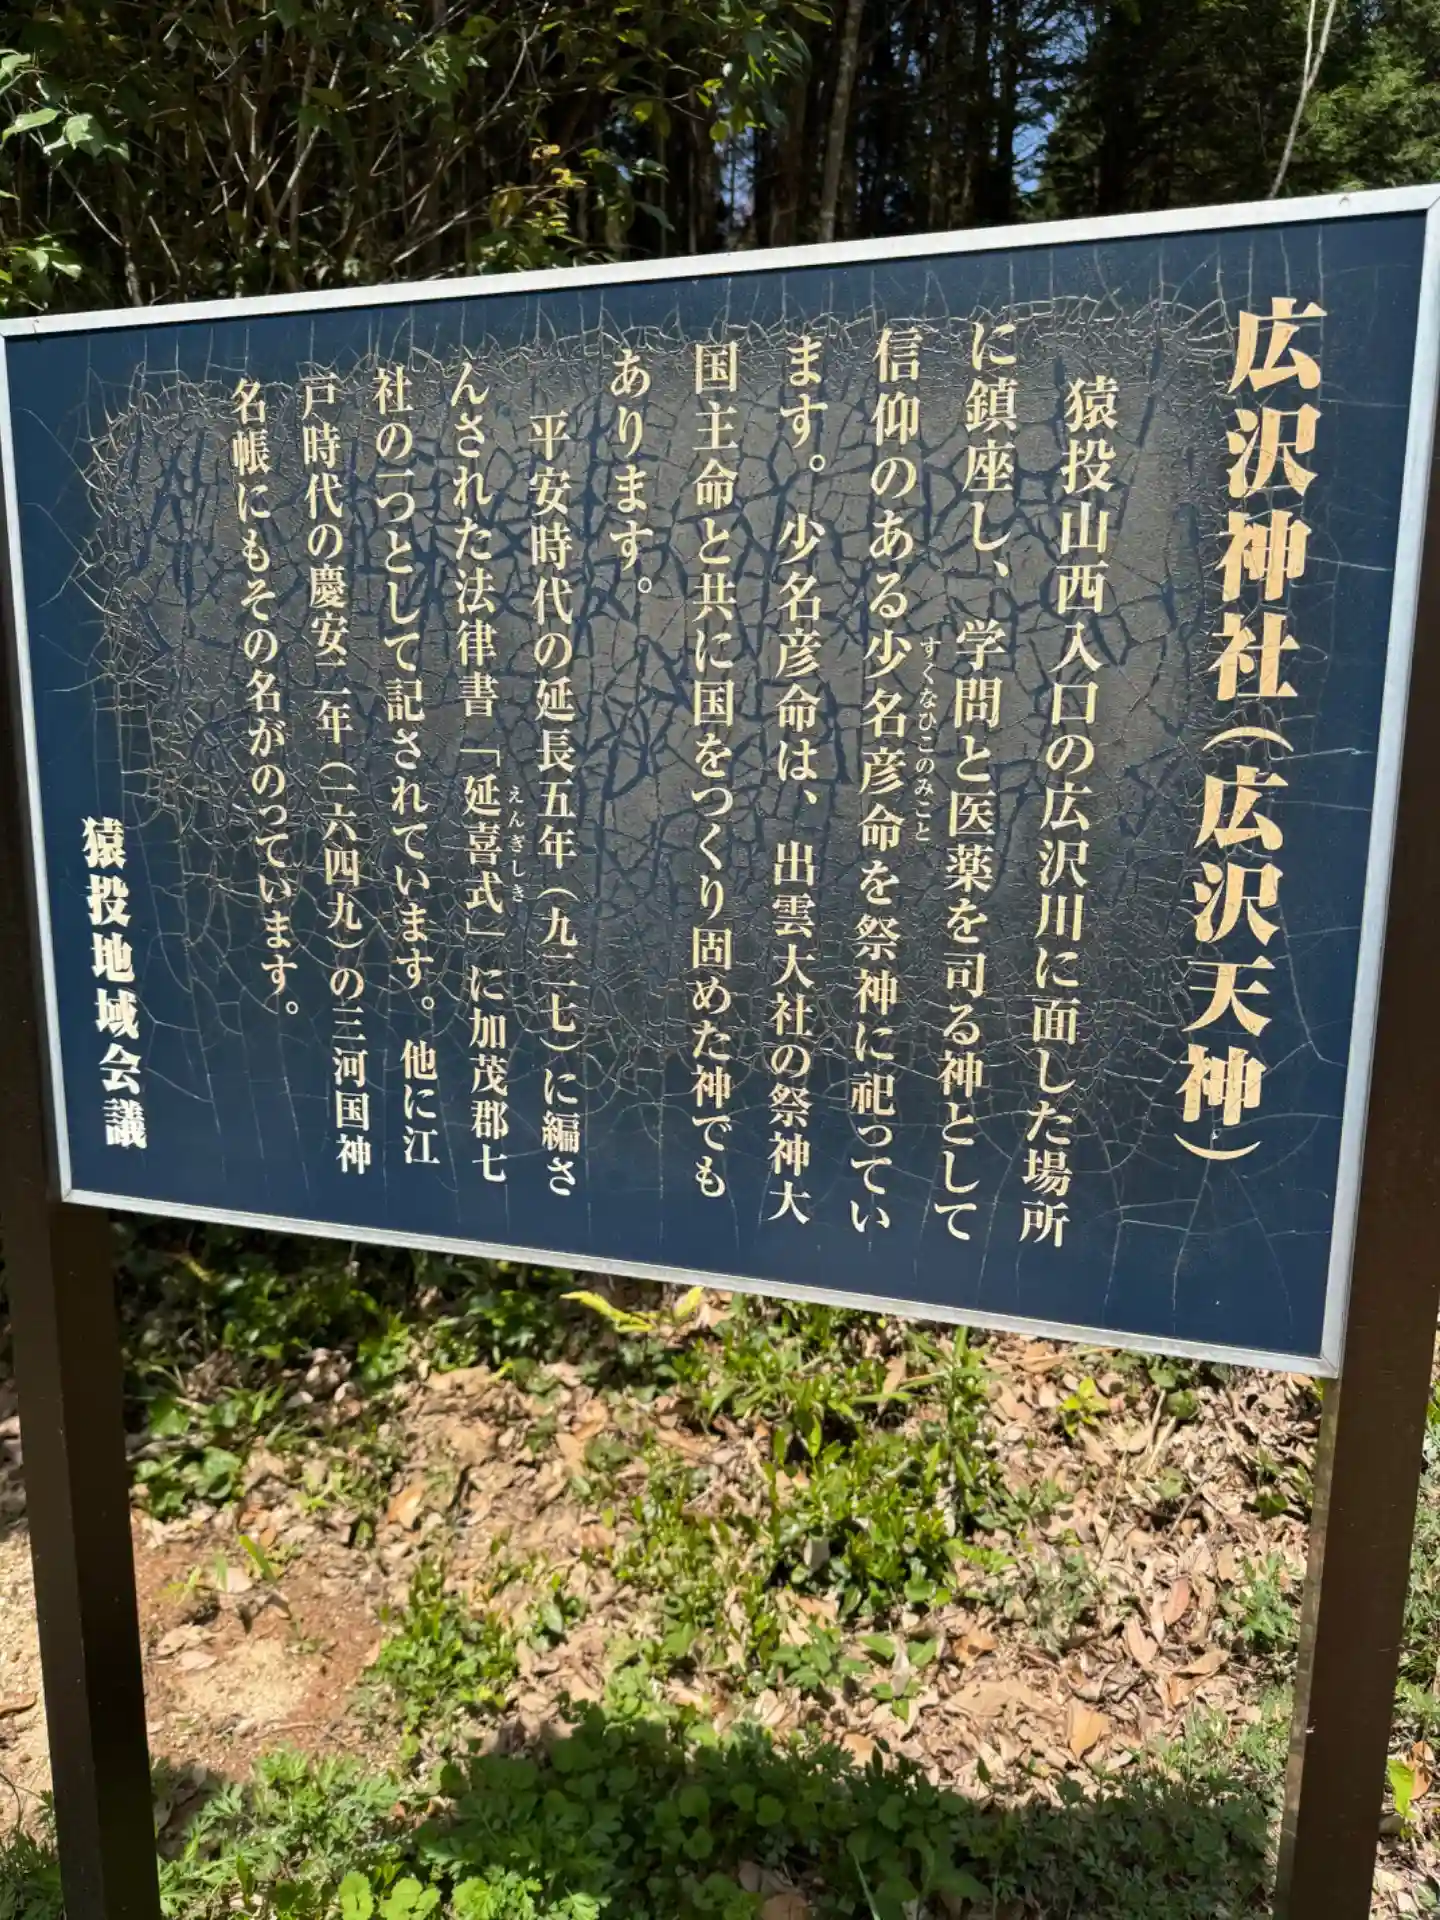 広沢神社(広沢天神)
猿投山西入口の広沢川に面した場所
に鎮座し、学問と医薬を司る神として
信仰のある少名彦命を祭神に祀ってい
すくなひこのみこと
ます。少名彦命は、出雲大社の祭神大
国主命と共に国をつくり固めた神でも
あります。
平安時代の延長五年(九二七)に編さ
んされた法律書「延喜式」に加茂郡七
えんぎしき
社の一つとして記されています。他に江
戸時代の慶安二年(一六四九)の三河国神
名帳にもその名がのっています。
猿投地域会議